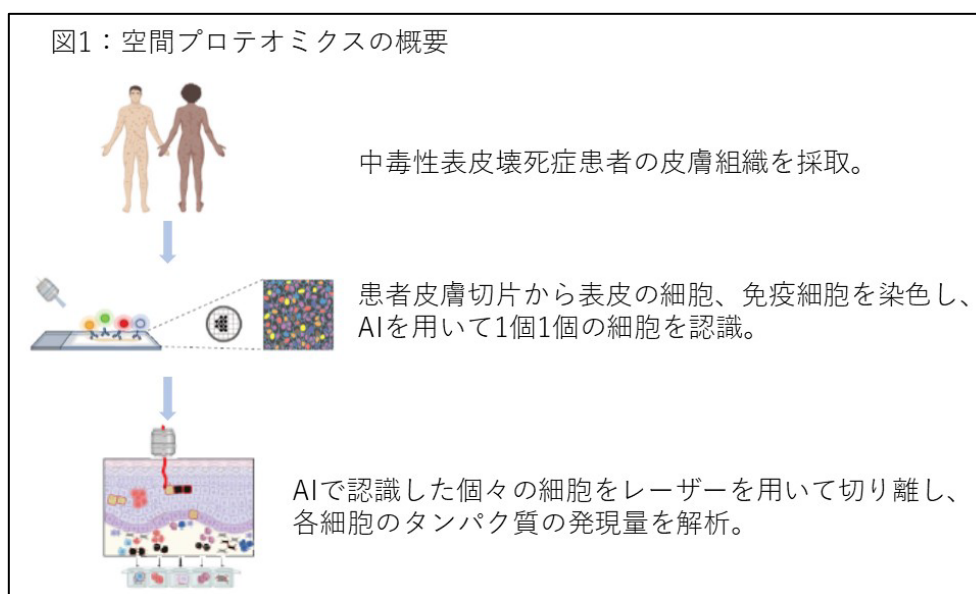 図1：空間プロテオミクスの概要
中毒性表皮壊死症患者の皮膚組織を採取。
患者皮膚切片から表皮の細胞、免疫細胞を染色し、
AIを用いて1個1個の細胞を認識。
AIで認識した個々の細胞をレーザーを用いて切り離し、
各細胞のタンパク質の発現量を解析。